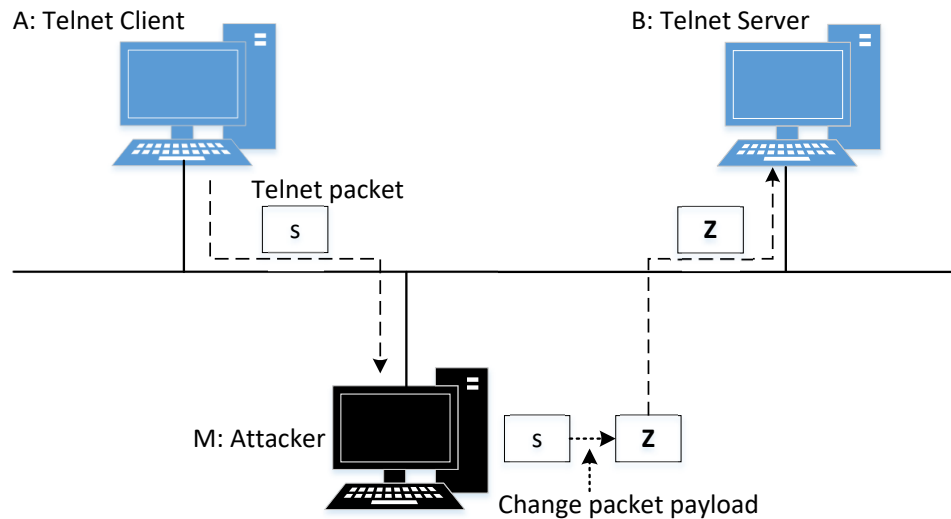 A: Telnet Client
B: Telnet Server
Telnet packet
s
Z
M: Attacker
s
Z
Change packet payload